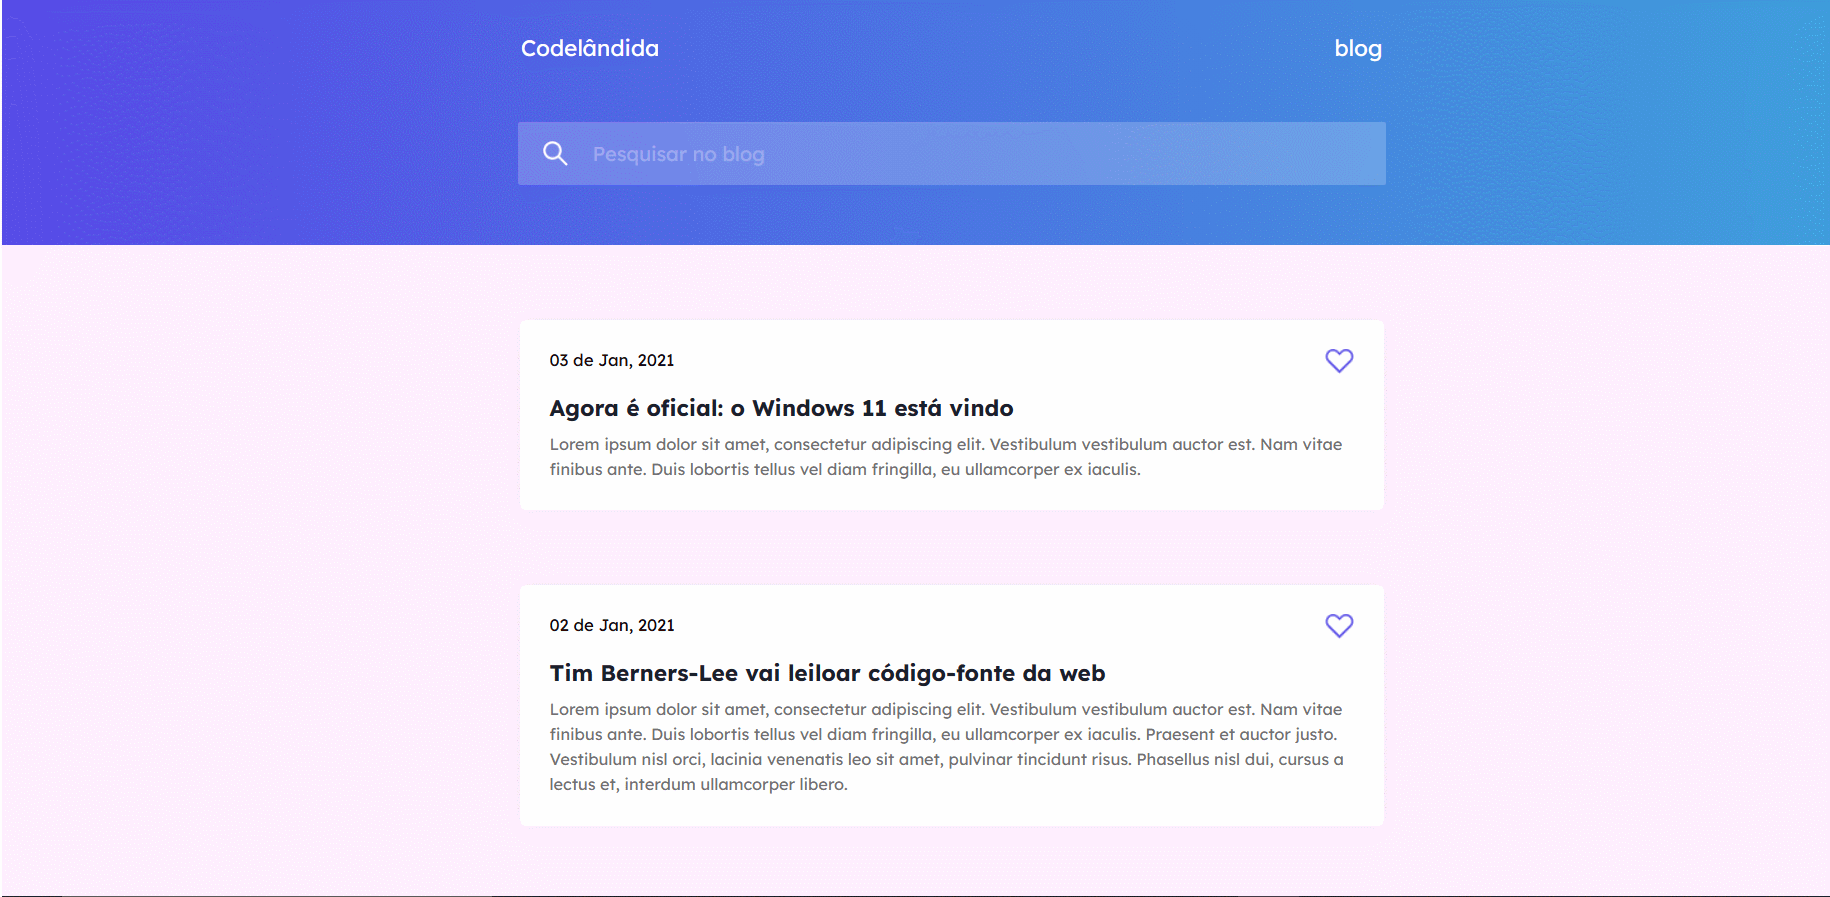 Codelândida
blog
Pesquisar no blog
03 de Jan, 2021
Agora é oficial: o Windows 11 está vindo
Lorem ipsum dolor sit amet, consectetur adipiscing elit. Vestibulum vestibulum auctor est. Nam vitae
finibus ante. Duis lobortis tellus vel diam fringilla, eu ullamcorper ex iaculis.
02 de Jan, 2021
Tim Berners-Lee vai leiloar código-fonte da web
Lorem ipsum dolor sit amet, consectetur adipiscing elit. Vestibulum vestibulum auctor est. Nam vitae
finibus ante. Duis lobortis tellus vel diam fringilla, eu ullamcorper ex iaculis. Praesent et auctor justo.
Vestibulum nisl orci, lacinia venenatis leo sit amet, pulvinar tincidunt risus. Phasellus nisl dui, cursus a
lectus et, interdum ullamcorper libero.